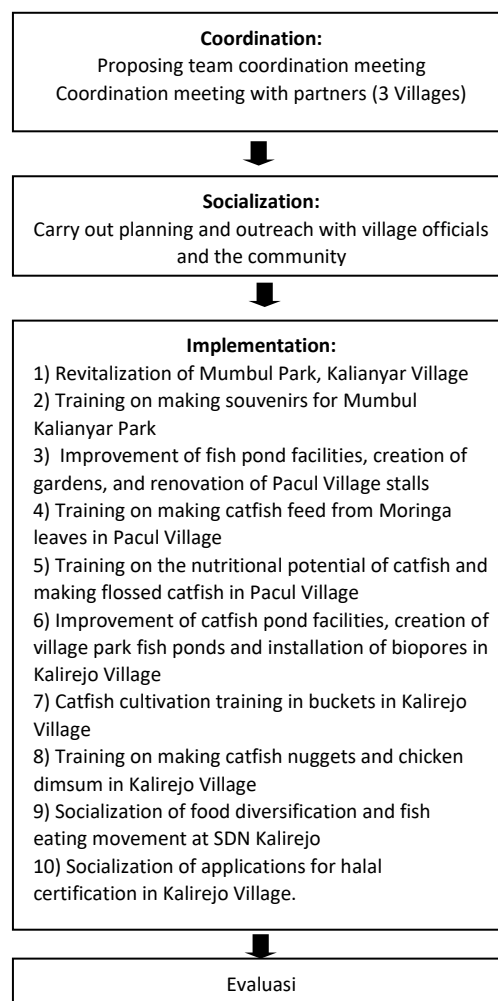 Coordination:
Proposing team coordination meeting
Coordination meeting with partners (3 Villages)
Socialization:
Carry out planning and outreach with village officials
and the community
Implementation:
1) Revitalization of Mumbul Park, Kalianyar Village
2) Training on making souvenirs for Mumbul
Kalianyar Park
3) Improvement of fish pond facilities, creation of
gardens, and renovation of Pacul Village stalls
4) Training on making catfish feed from Moringa
leaves in Pacul Village
5) Training on the nutritional potential of catfish and
making flossed catfish in Pacul Village
6) Improvement of catfish pond facilities, creation of
village park fish ponds and installation of biopores in
Kalirejo Village
7) Catfish cultivation training in buckets in Kalirejo
Village
8) Training on making catfish nuggets and chicken
dimsum in Kalirejo Village
9) Socialization of food diversification and fish
eating movement at SDN Kalirejo
10) Socialization of applications for halal
certification in Kalirejo Village.
Evaluasi